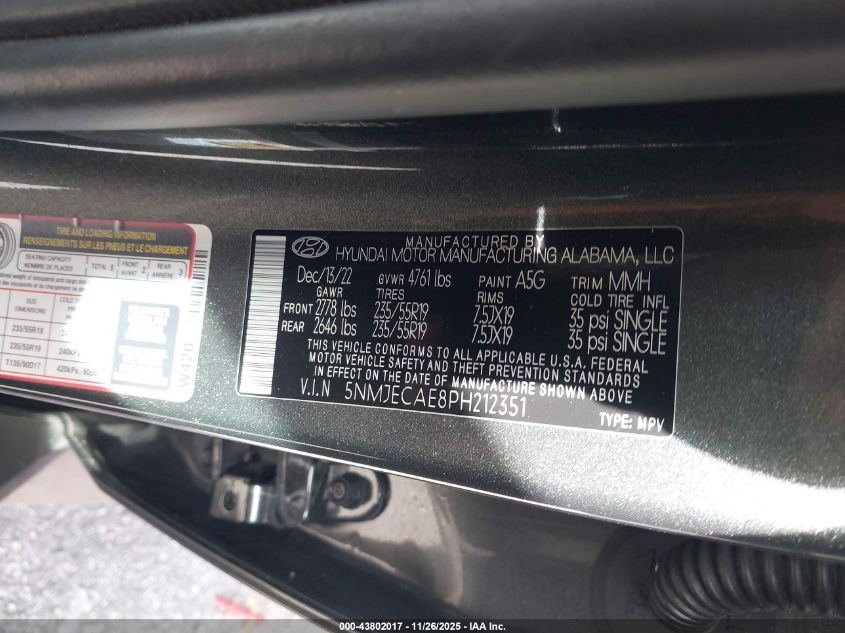 TIRE AND LOADING INFORMATION
RENSEIGNEMENTS SUR LES PNEUS ET LE CHARGEMENT
SEATING CAPACITY
NOMBRE DE PLACES
TOTAL 5
FRONT AVANT 2
REAR ARRIÈRE 3
235/55R19
235/55R19
T135/90D17
240kPa
420kPa
W420
MANUFACTURED BY
HYUNDAI MOTOR MANUFACTURING ALABAMA, LLC
Dec/13/22 GVWR 4761 lbs PAINT A5G TRIM MMH
GAWR TIRES RIMS COLD TIRE INFL
FRONT 2778 lbs 235/55R19 7.5JX19 35 psi SINGLE
REAR 2646 lbs 235/55R19 7.5JX19 35 psi SINGLE
THIS VEHICLE CONFORMS TO ALL APPLICABLE U.S.A. FEDERAL
MOTOR VEHICLE SAFETY AND THEFT PREVENTION STANDARDS
IN EFFECT ON THE DATE OF MANUFACTURE SHOWN ABOVE.
V.I.N 5NMJECAE8PH212351
TYPE: MPV
000-43802017 - 11/26/2025 - IAA Inc.